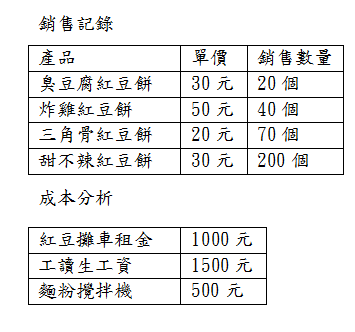 銷售記錄
產品 單價 銷售數量
臭豆腐紅豆餅 30 元 20 個
炸雞紅豆餅 50 元 40 個
三角骨紅豆餅 20 元 70 個
甜不辣紅豆餅 30 元 200 個
成本分析
紅豆攤車租金 1000 元
工讀生工資 1500 元
麵粉攪拌機 500 元